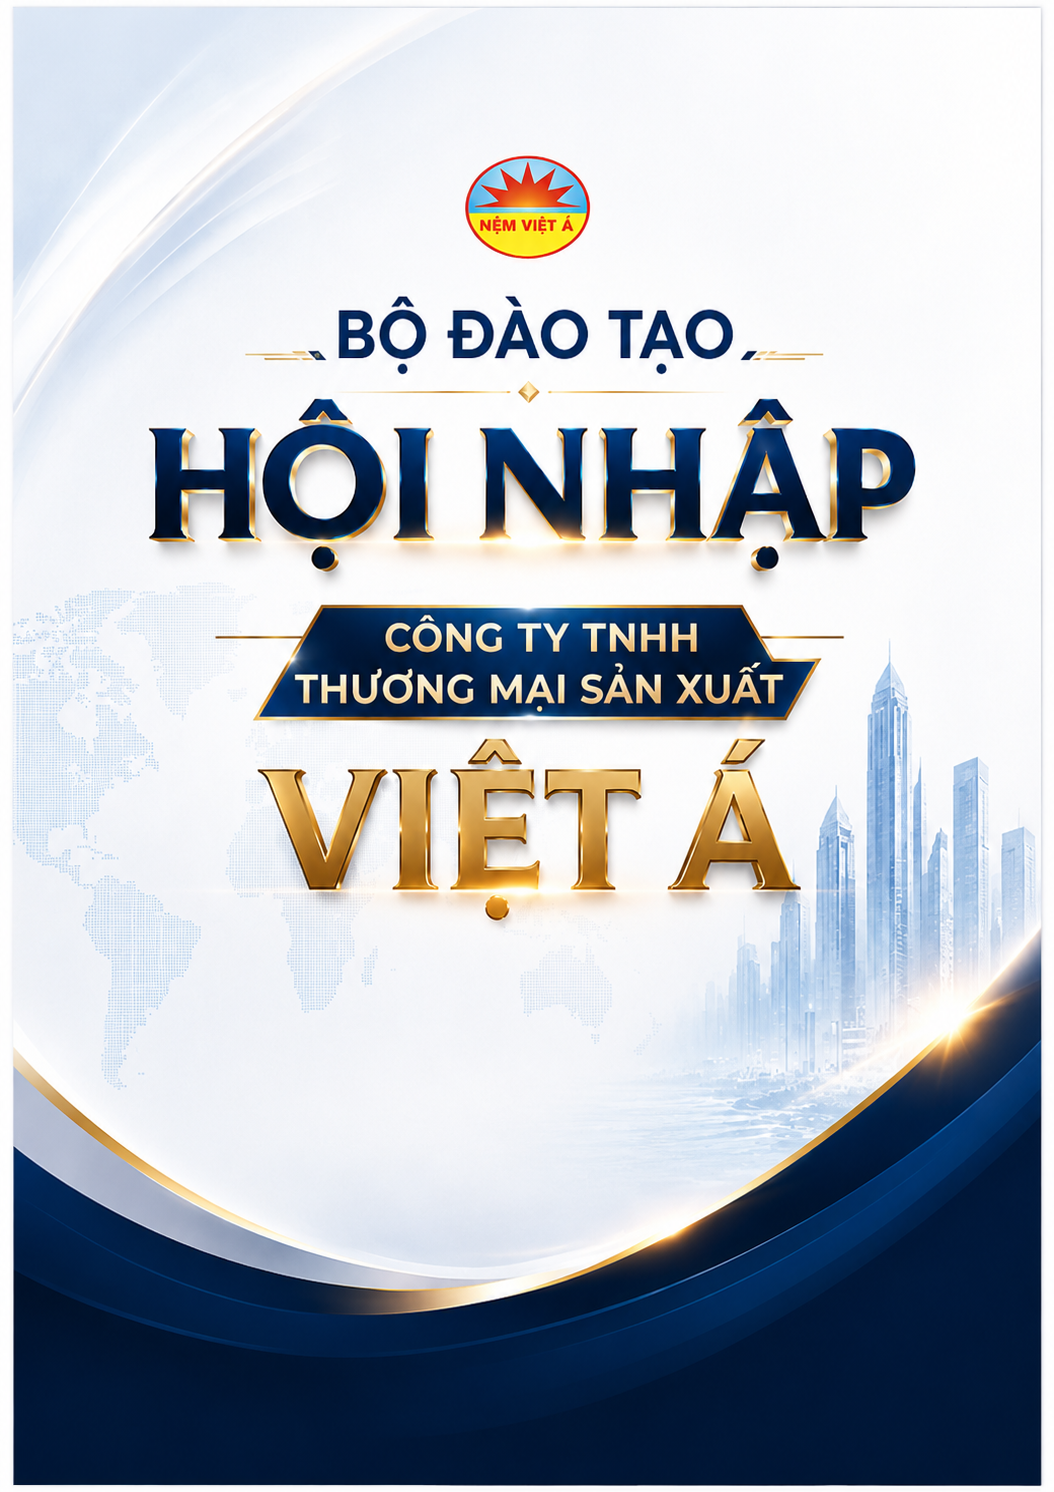 NỆM VIỆT Á
BỘ ĐÀO TẠO
HỘI NHẬP
CÔNG TY TNHH
THƯƠNG MẠI SẢN XUẤT
VIỆT Á